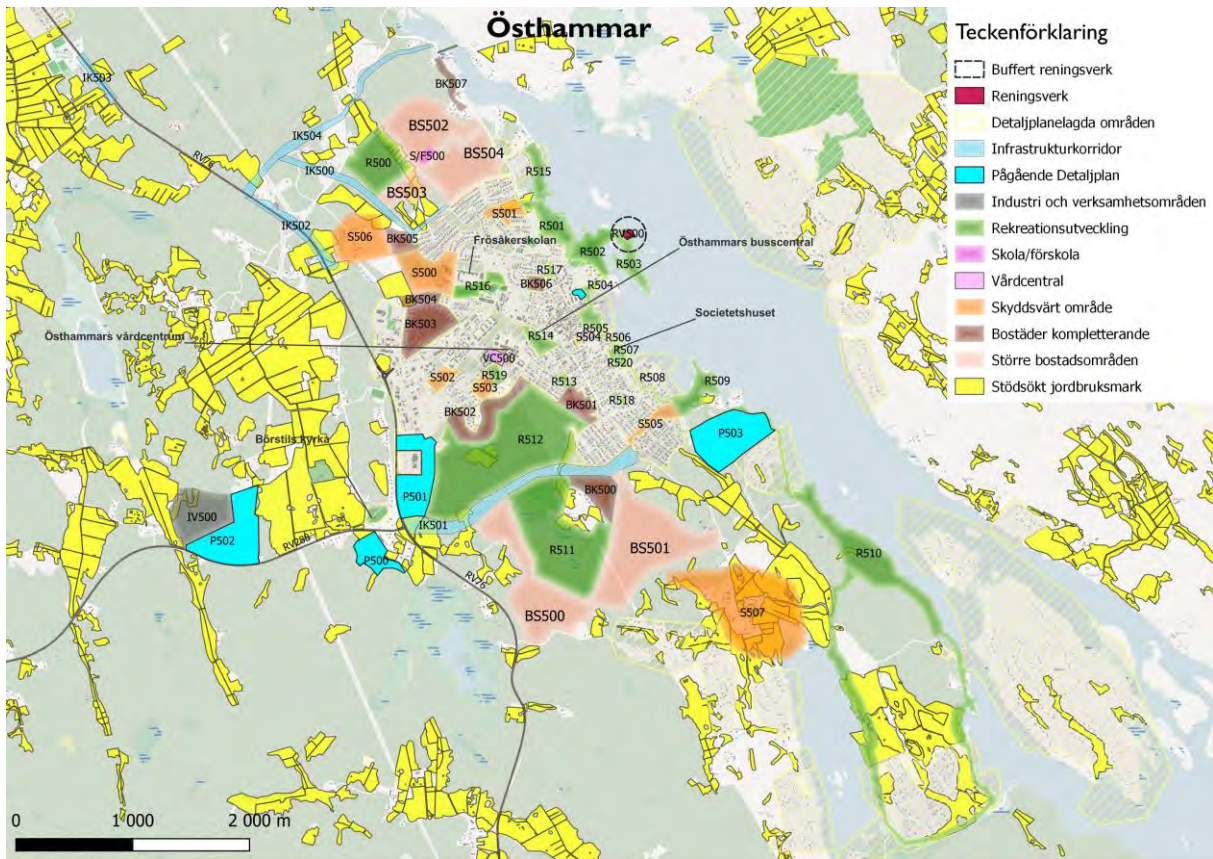 Östhammar
Teckenförklaring
Buffert reningsverk
Reningsverk
Detaljplanelagda områden
Infrastrukturkorridor
Pågående Detaljplan
Industri och verksamhetsområden
Rekreationsutveckling
Skola/förskola
Vårdcentral
Skyddsvärt område
Bostäder kompletterande
Större bostadsområden
Stödsökt jordbruksmark
IK503
BK507
IK504
RV76
BS502
S/F500
BS504
R500
IK500
BS503
R515
S501
R501
RV500
IK502
S506
BK505
Frösåkerskolan
R502
R503
Östhammars busscentral
S500
R517
R516
BK506
R504
BK504
BK503
R505
Societetshuset
R514
S504
R506
R507
Östhammars vårdcentrum
VC500
R520
S502
R519
R513
R508
R509
S503
BK502
BK501
R518
S505
Börstils kyrka
R512
P503
P501
BK500
IV500
IK501
P502
RV288
P500
R511
BS501
R510
RV76
BS500
S507
0
1 000
2 000 m